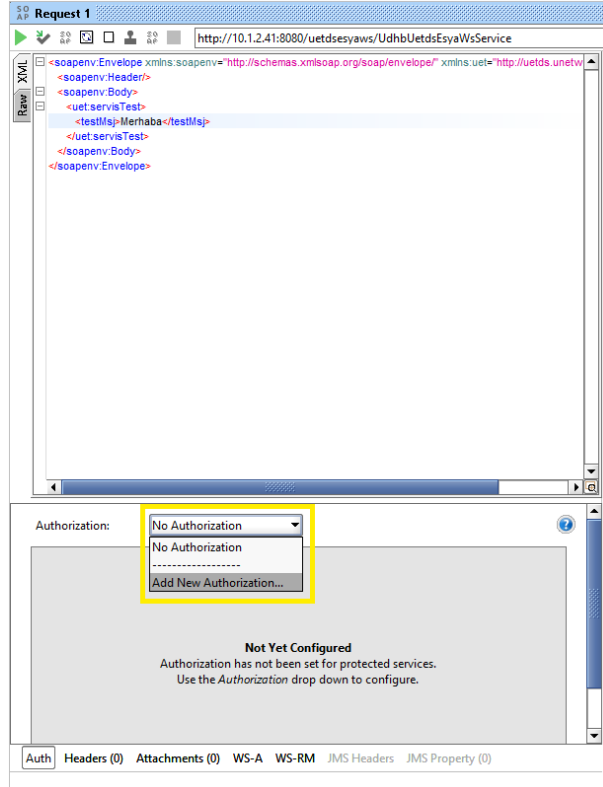 SO AP Request 1
http://10.1.2.41:8080/uetdsesyaws/UdhbUetdsEsyaWsService
XML
Raw
<soapenv:Envelope xmlns:soapenv="http://schemas.xmlsoap.org/soap/envelope/" xmlns:uet="http://uetds.unetw
<soapenv:Header/>
<soapenv:Body>
<uet:servisTest>
<testMsj>Merhaba</testMsj>
</uet:servisTest>
</soapenv:Body>
</soapenv:Envelope>
Authorization: No Authorization
No Authorization
------------------
Add New Authorization...
Not Yet Configured
Authorization has not been set for protected services.
Use the Authorization drop down to configure.
Auth Headers (0) Attachments (0) WS-A WS-RM JMS Headers JMS Property (0)